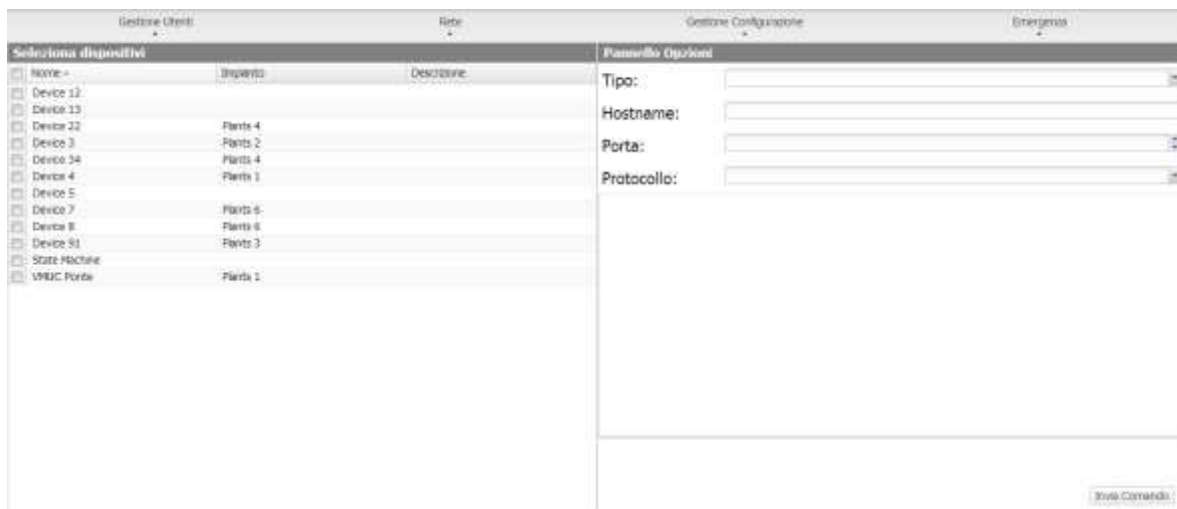 Gestione Utenti Rete Gestione Configurazione Emergenza
Seleziona dispositivi
Nome Impianto Descrizione
Device 12
Device 13
Device 22 Plants 4
Device 3 Plants 2
Device 34 Plants 4
Device 4 Plants 1
Device 5
Device 7 Plants 6
Device 8 Plants 6
Device 91 Plants 3
State Machine
VMUC Ponte Plants 1
Pannello Opzioni
Tipo:
Hostname:
Porta:
Protocollo:
Invia Comando